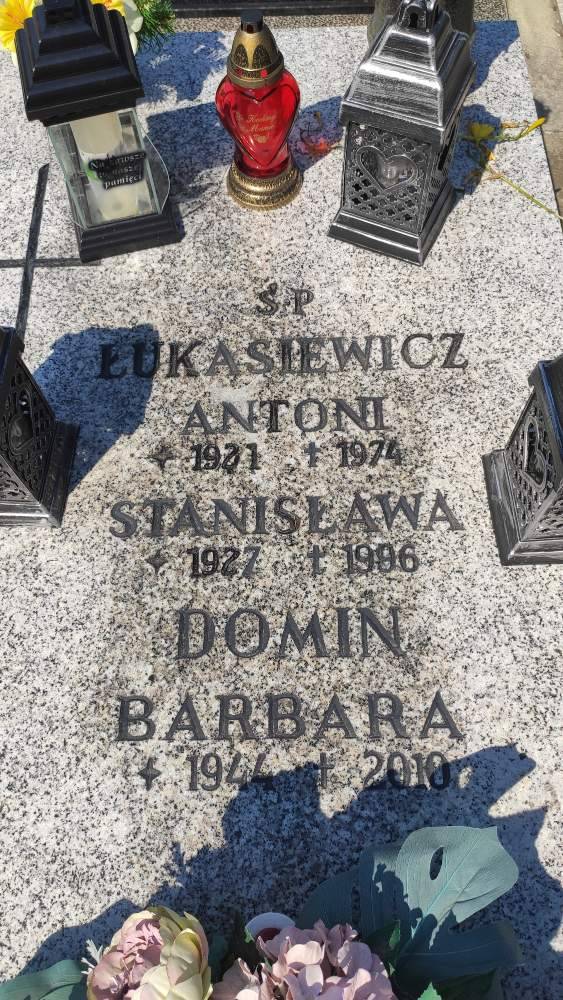 Ś.P
ŁUKASIEWICZ
ANTONI
1921 † 1974
STANISŁAWA
1927 † 1996
DOMIN
BARBARA
1944 † 2010